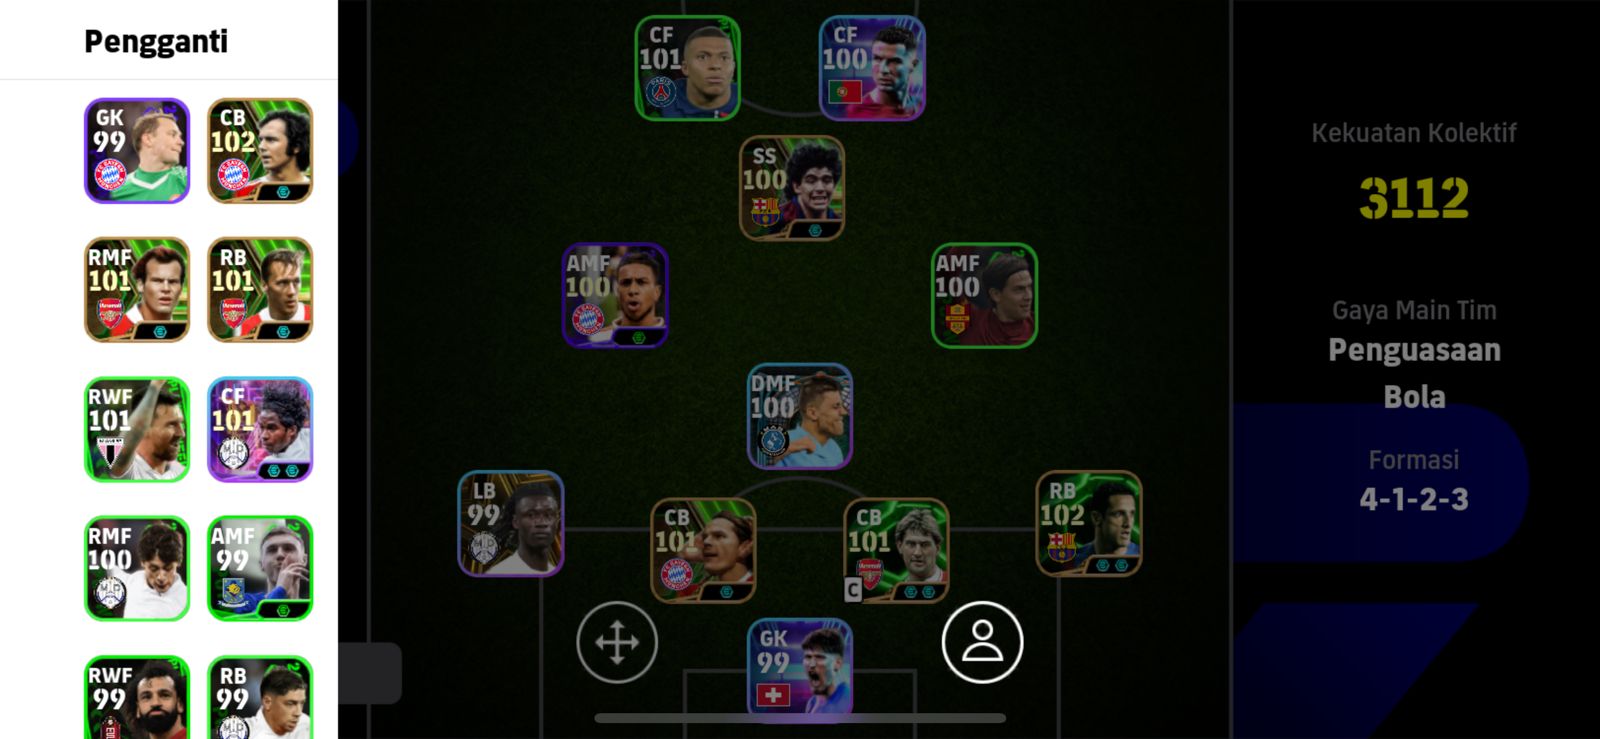 Pengganti
GK
99
CB
102
RMF
101
RB
101
RWF
101
CF
101
RMF
100
AMF
99
RWF
99
RB
99
CF
101
CF
100
SS
100
AMF
100
AMF
100
DMF
100
LB
99
CB
101
CB
101
C
RB
102
GK
99
Kekuatan Kolektif
3112
Gaya Main Tim
Penguasaan
Bola
Formasi
4-1-2-3